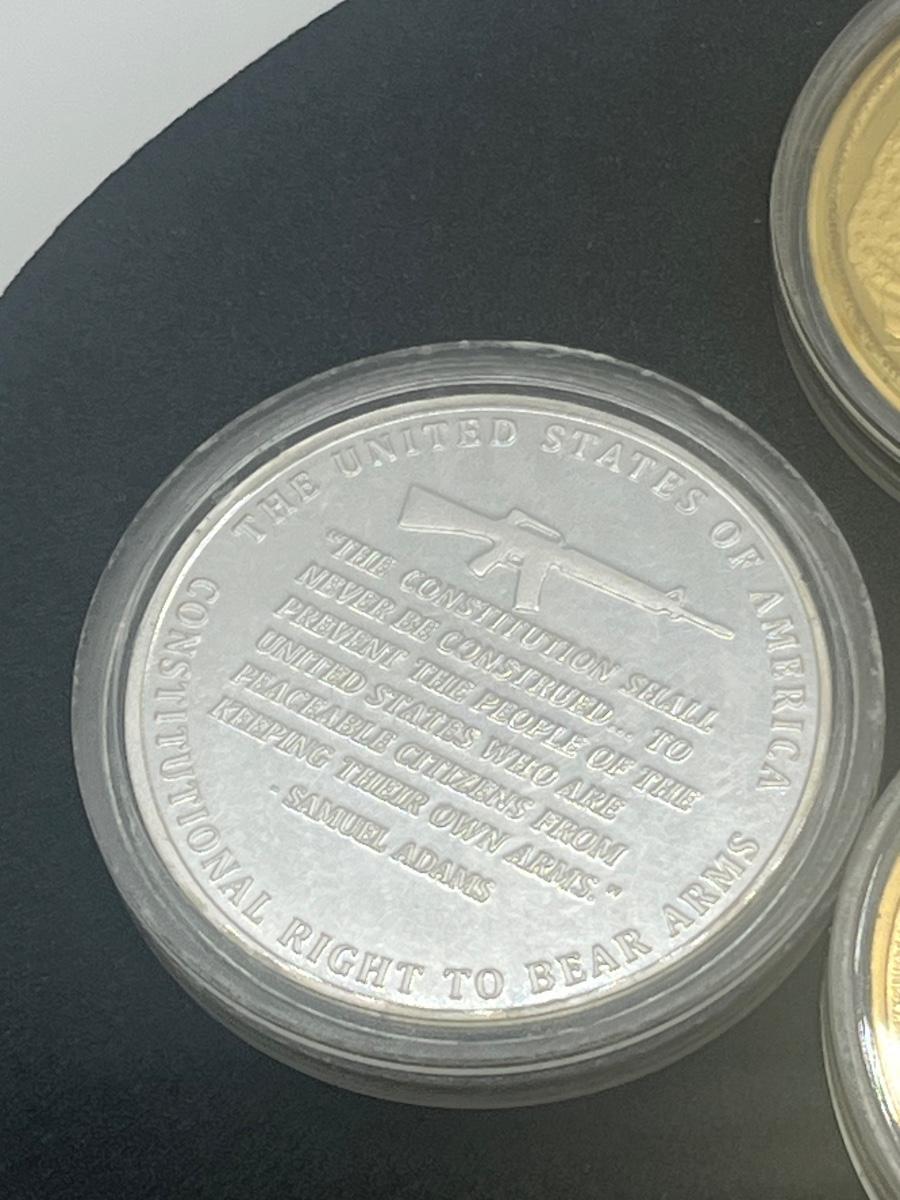 THE UNITED STATES OF AMERICA
"THE CONSTITUTION SHALL
NEVER BE CONSTRUED... TO
PREVENT THE PEOPLE OF THE
UNITED STATES WHO ARE
PEACEABLE CITIZENS FROM
KEEPING THEIR OWN ARMS."
- SAMUEL ADAMS
CONSTITUTIONAL RIGHT TO BEAR ARMS